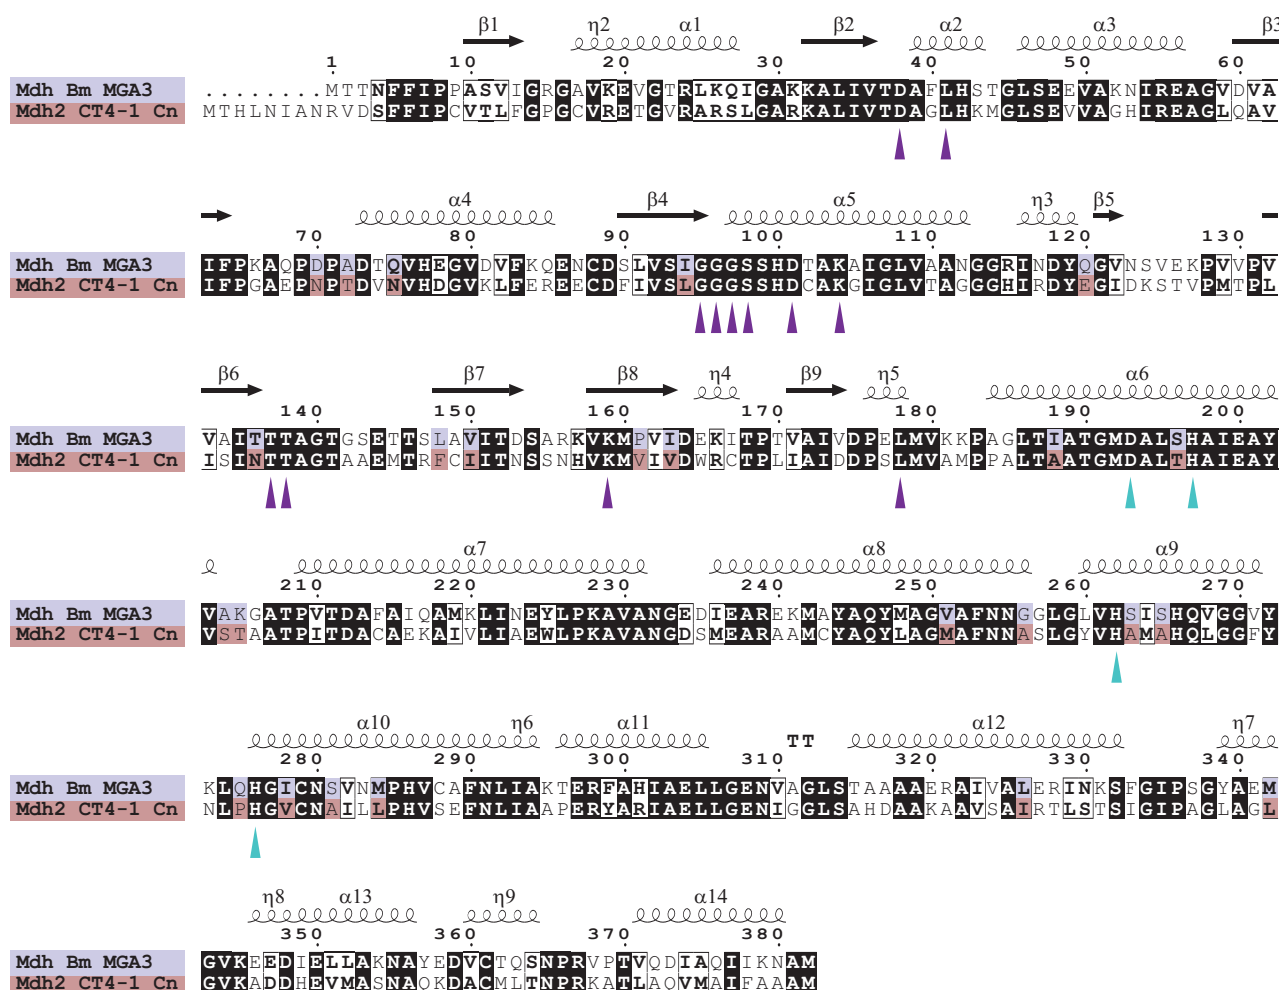 β1 η2 α1 β2 α2 α3 β3
1 10 20 30 40 50 60
Mdh Bm MGA3 ........MTTNFFIPPASVIGRGAVKEVGTRLKQIGAKKALIVTDAFLHSTGLSEEVAKNIREAGVDVA
Mdh2 CT4-1 Cn MTHLNIANRVDSFFIPCVTLFGPGCVRETGVRARSLGARKALIVTDAGLHKMGLSEVVAGHIREAGLQAV
α4 β4 α5 η3 β5
70 80 90 100 110 120 130
Mdh Bm MGA3 IFPKAQPDPADTQVHEGVDVFKQENCDSLVSIGGGSSHDTAKAIGLVAANGGRINDYQGVNSVEKPVVPV
Mdh2 CT4-1 Cn IFPGAEPNPTDVNVHDGVKLFEREECDFIVSLGGGSSHDCAKGIGLVTAGGGHIRDYEGIDKSTVPMTPL
β6 β7 β8 η4 β9 η5 α6
140 150 160 170 180 190 200
Mdh Bm MGA3 VAITTTAGTGSETTSLAVITDSARKVKMPVIDEKITPTVAIVDPELMVKKPAGLTIATGMDALSHAIEAY
Mdh2 CT4-1 Cn ISINTTAGTAAEMTRFCIITNSSNHVKMVIVDWRCTPLIAIDDPSLMVAMPPALTAATGMDALTHAIEAY
α7 α8 α9
210 220 230 240 250 260 270
Mdh Bm MGA3 VAKGATPVTDAFAIQAMKLINEYLPKAVANGEDIEAREKMAYAQYMAGVAFNNGGLGLVHSISHQVGGVY
Mdh2 CT4-1 Cn VSTAATPITDACAEKAIVLIAEWLPKAVANGDSMEARAAMCYAQYLAGMAFNNASLGYVHAMAHQLGGFY
α10 η6 α11 TT α12 η7
280 290 300 310 320 330 340
Mdh Bm MGA3 KLQHGICNSVNMPHVCAFNLIAKTERFAHIAELLGENVAGLSTAAAAERAIVALERINKSFGIPSGYAEM
Mdh2 CT4-1 Cn NLPHGVCNAILLPHVSEFNLIAAPERYARIAELLGENIGGLSAHDAAKAAVSAIRTLSTSIGIPAGLAGL
η8 α13 η9 α14
350 360 370 380
Mdh Bm MGA3 GVKEEDIELLAKNAYEDVCTQSNPRVPTVQDIAQIIKNAM
Mdh2 CT4-1 Cn GVKADDHEVMASNAQKDACMLTNPRKATLAQVMAIFAAAM